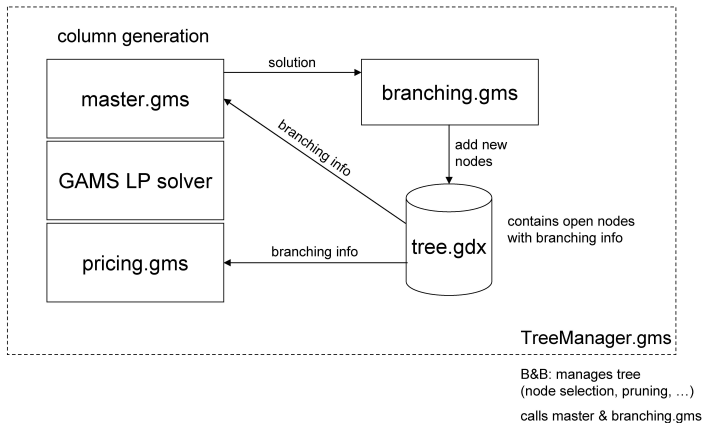 column generation
master.gms
solution
branching.gms
branching info
add new
nodes
GAMS LP solver
tree.gdx
contains open nodes
with branching info
pricing.gms
branching info
TreeManager.gms
B&B: manages tree
(node selection, pruning, …)
calls master & branching.gms